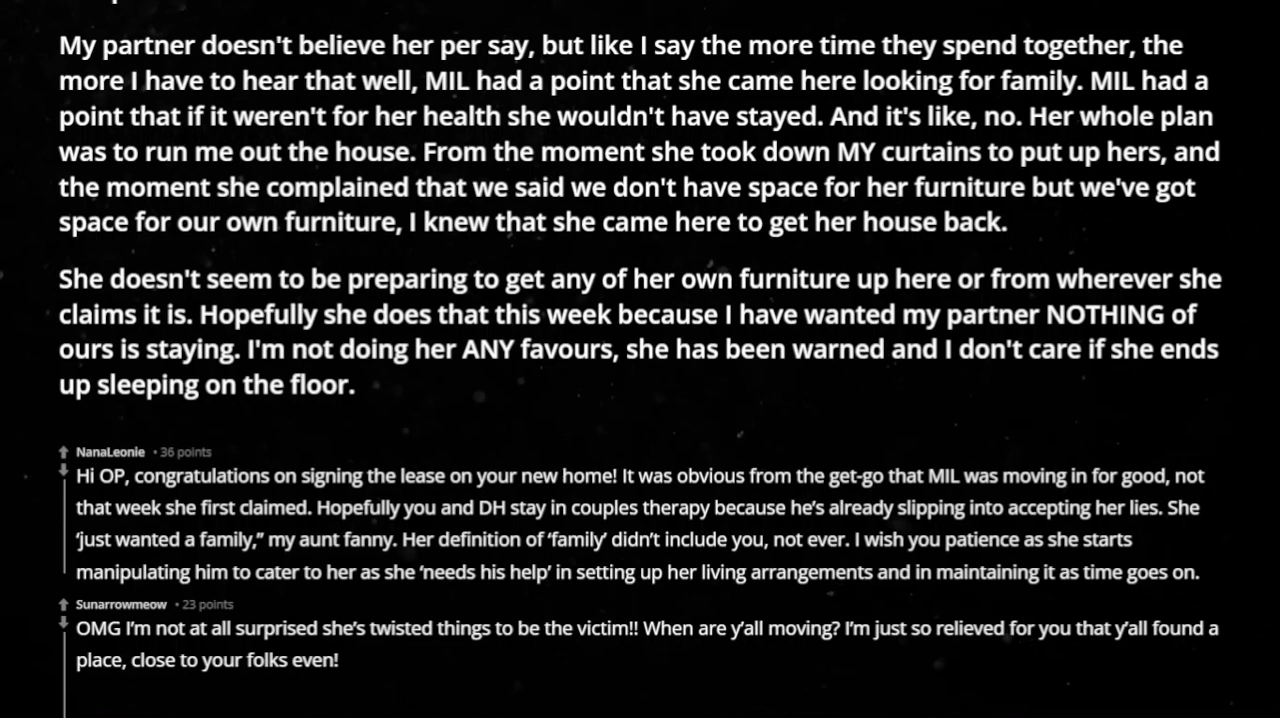 My partner doesn't believe her per say, but like I say the more time they spend together, the
more I have to hear that well, MIL had a point that she came here looking for family. MIL had a
point that if it weren't for her health she wouldn't have stayed. And it's like, no. Her whole plan
was to run me out the house. From the moment she took down MY curtains to put up hers, and
the moment she complained that we said we don't have space for her furniture but we've got
space for our own furniture, I knew that she came here to get her house back.
She doesn't seem to be preparing to get any of her own furniture up here or from wherever she
claims it is. Hopefully she does that this week because I have wanted my partner NOTHING of
ours is staying. I'm not doing her ANY favours, she has been warned and I don't care if she ends
up sleeping on the floor.
NanaLeonie • 36 points
Hi OP, congratulations on signing the lease on your new home! It was obvious from the get-go that MIL was moving in for good, not
that week she first claimed. Hopefully you and DH stay in couples therapy because he’s already slipping into accepting her lies. She
‘just wanted a family,” my aunt fanny. Her definition of ‘family’ didn’t include you, not ever. I wish you patience as she starts
manipulating him to cater to her as she ‘needs his help’ in setting up her living arrangements and in maintaining it as time goes on.
Sunarrowmeow • 23 points
OMG I’m not at all surprised she’s twisted things to be the victim!! When are y’all moving? I’m just so relieved for you that y’all found a
place, close to your folks even!